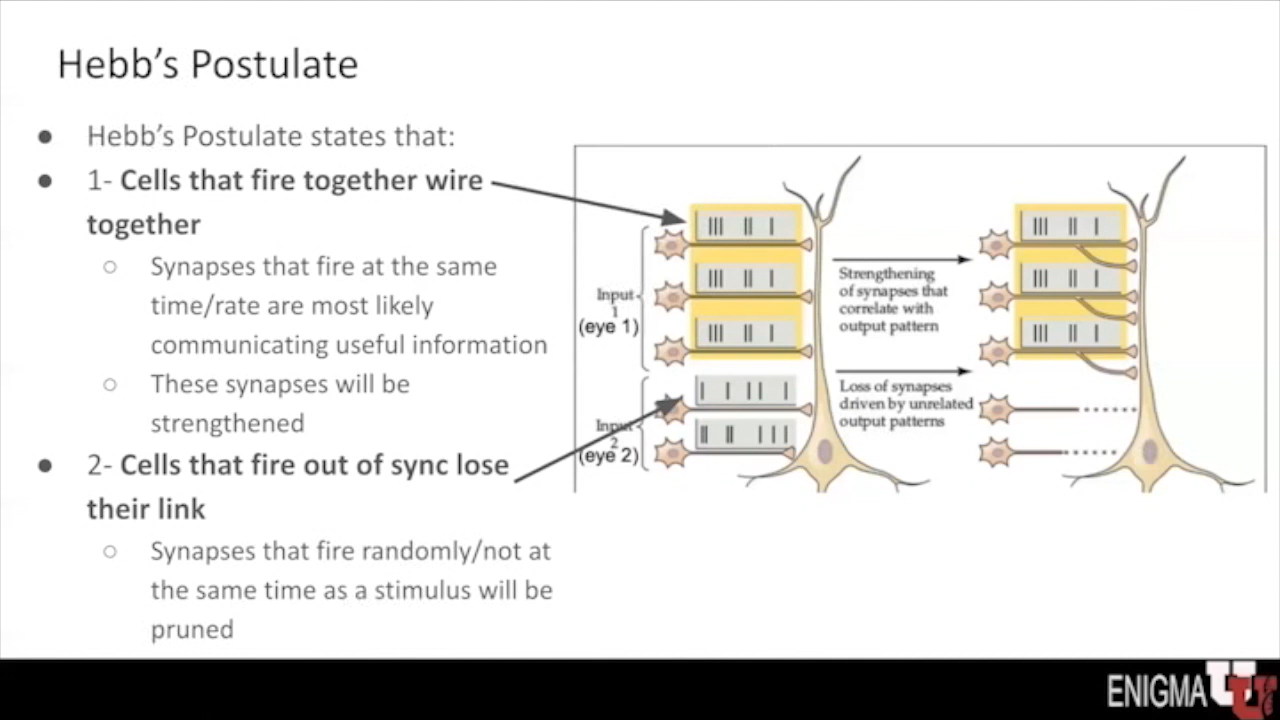 Hebb's Postulate
● Hebb's Postulate states that:
● 1- Cells that fire together wire
together
○ Synapses that fire at the same
time/rate are most likely
communicating useful information
○ These synapses will be
strengthened
● 2- Cells that fire out of sync lose
their link
○ Synapses that fire randomly/not at
the same time as a stimulus will be
pruned
Input
1
(eye 1)
Input
2
(eye 2)
Strengthening
of synapses that
correlate with
output pattern
Loss of synapses
driven by unrelated
output patterns
ENIGMA
U